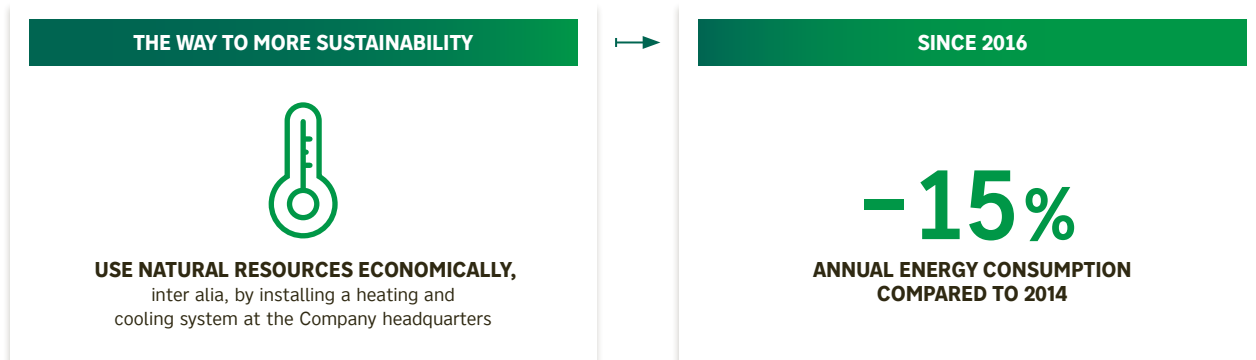 THE WAY TO MORE SUSTAINABILITY
USE NATURAL RESOURCES ECONOMICALLY,
inter alia, by installing a heating and
cooling system at the Company headquarters
SINCE 2016
–15%
ANNUAL ENERGY CONSUMPTION
COMPARED TO 2014